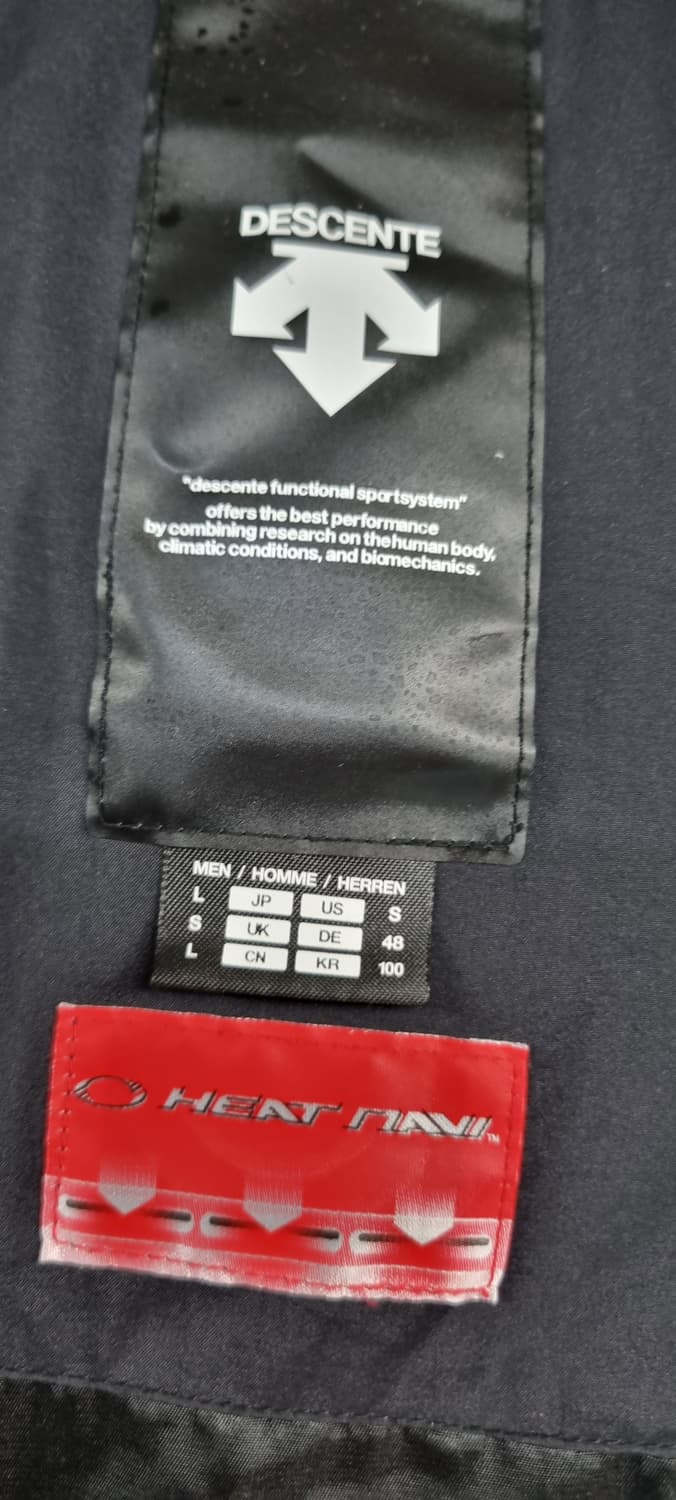 DESCENTE
"descente functional sportsystem"
offers the best performance
by combining research on the human body,
climatic conditions, and biomechanics.
MEN / HOMME / HERREN
L JP US S
S UK DE 48
L CN KR 100
HEAT NAVI™